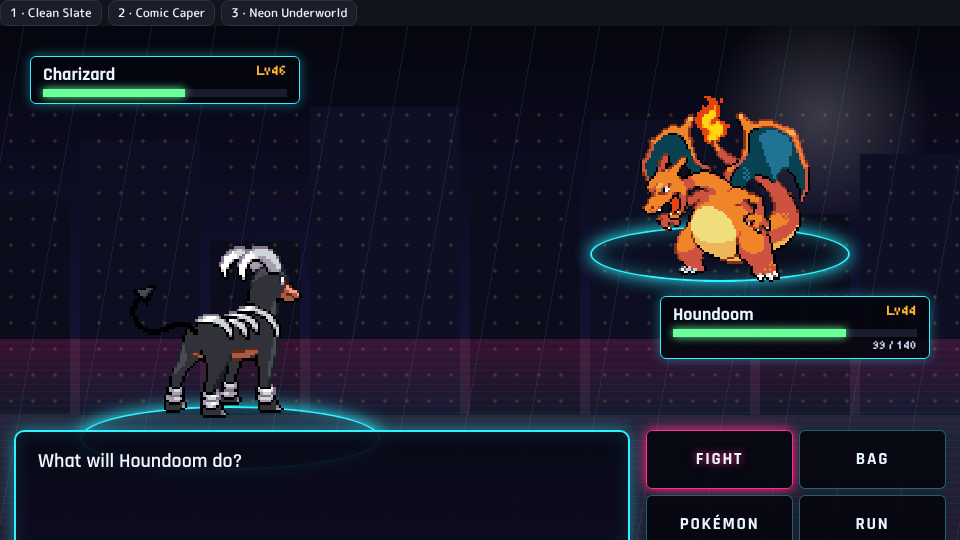 1 · Clean Slate
2 · Comic Caper
3 · Neon Underworld
Charizard
Lv46
Houndoom
Lv44
99 / 140
What will Houndoom do?
FIGHT
BAG
POKÉMON
RUN